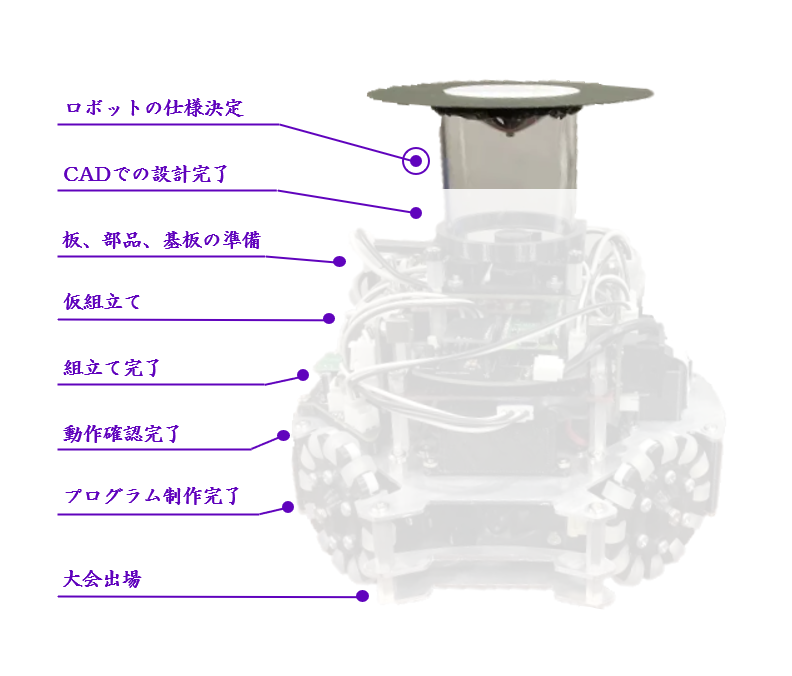 ロボットの仕様決定
CADでの設計完了
板、部品、基板の準備
仮組立て
組立て完了
動作確認完了
プログラム制作完了
大会出場